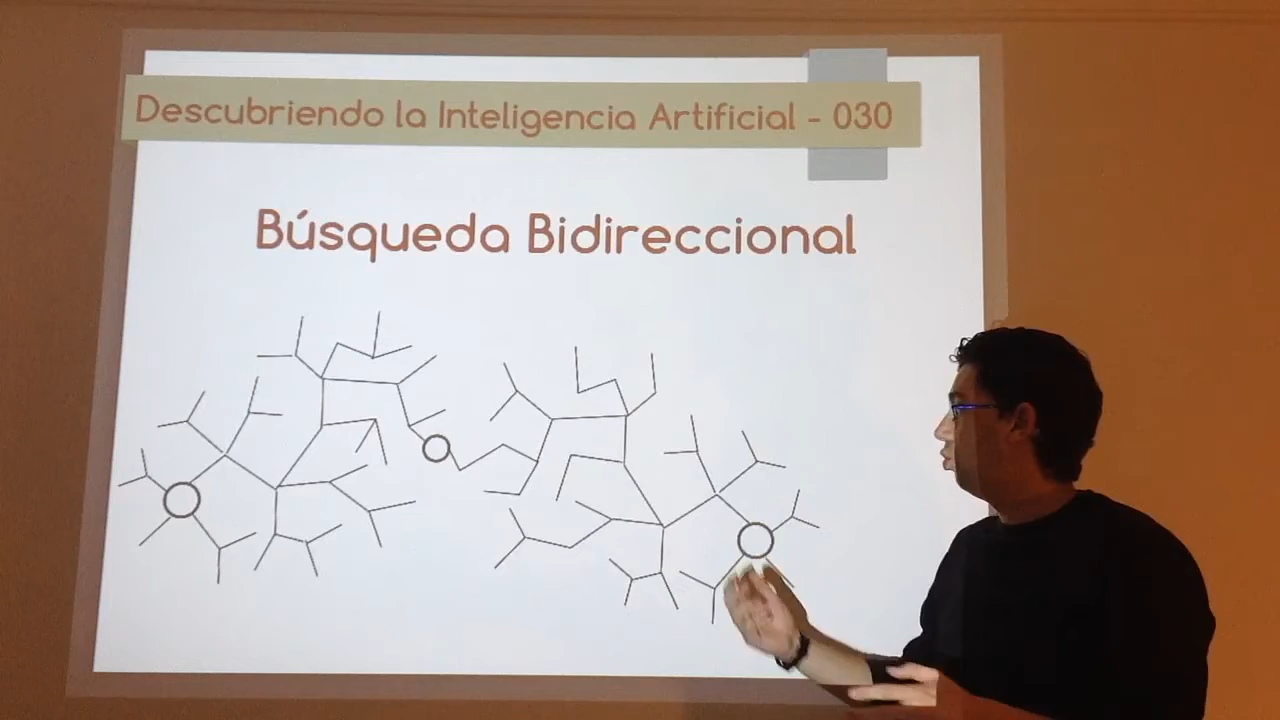 Descubriendo la Inteligencia Artificial - 030
Búsqueda Bidireccional